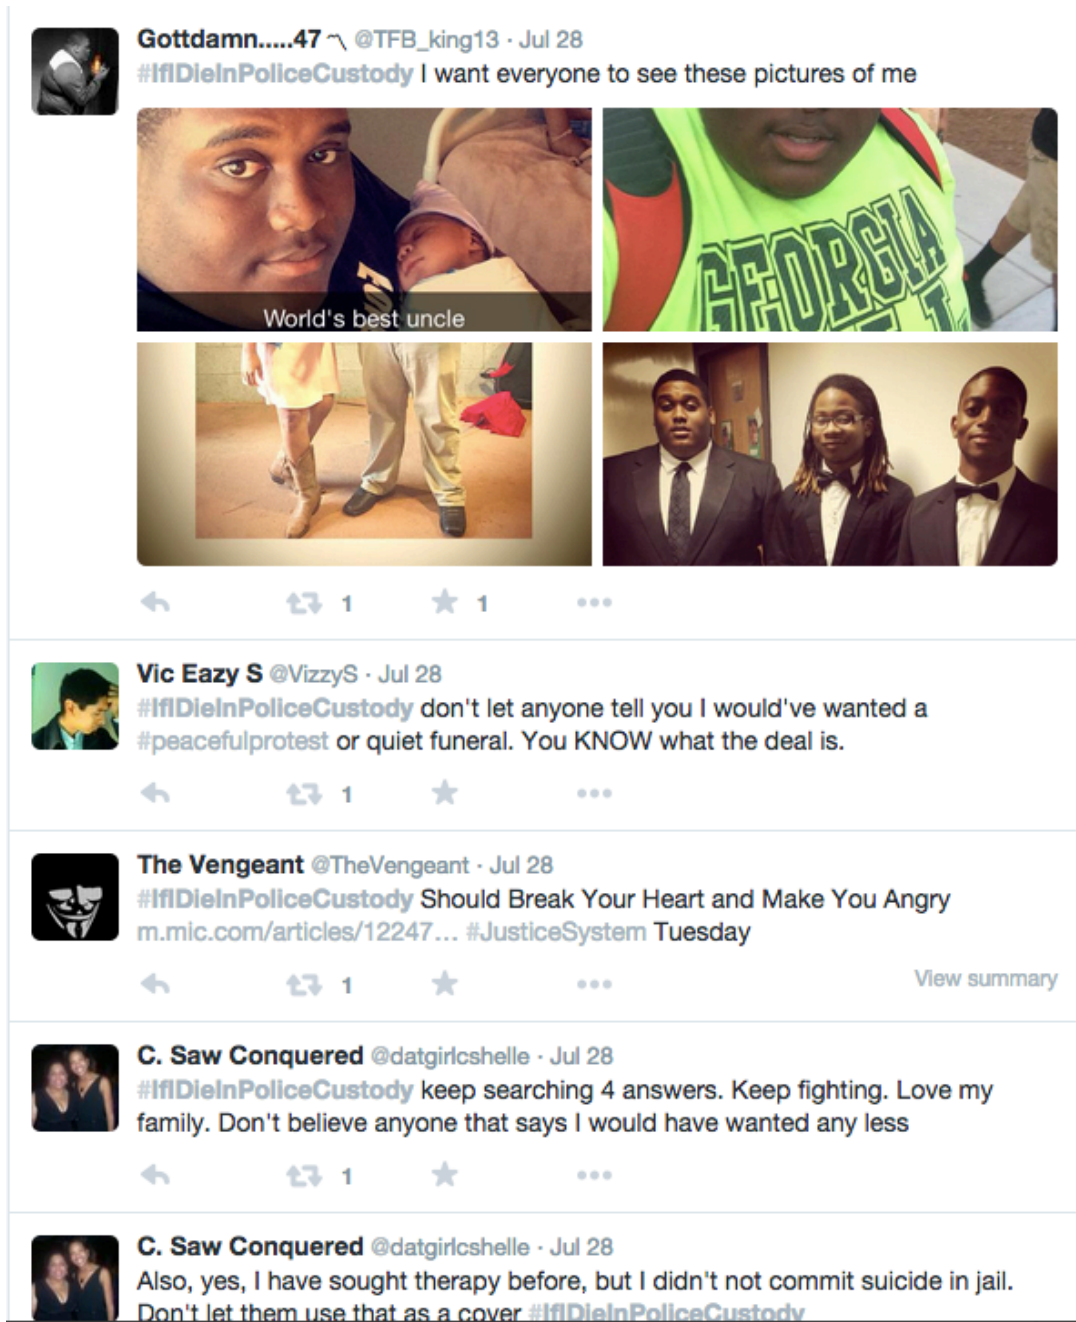 Gottdamn.....47 @TFB_king13 · Jul 28
#IfIDieInPoliceCustody I want everyone to see these pictures of me
World's best uncle
GEORGIA
1 1
Vic Eazy S @VizzyS · Jul 28
#IfIDieInPoliceCustody don't let anyone tell you I would've wanted a
#peacefulprotest or quiet funeral. You KNOW what the deal is.
1
The Vengeant @TheVengeant · Jul 28
#IfIDieInPoliceCustody Should Break Your Heart and Make You Angry
m.mic.com/articles/12247... #JusticeSystem Tuesday
1
View summary
C. Saw Conquered @datgirlcshelle · Jul 28
#IfIDieInPoliceCustody keep searching 4 answers. Keep fighting. Love my
family. Don't believe anyone that says I would have wanted any less
1
C. Saw Conquered @datgirlcshelle · Jul 28
Also, yes, I have sought therapy before, but I didn't not commit suicide in jail.
Don't let them use that as a cover #IfIDieInPoliceCustody